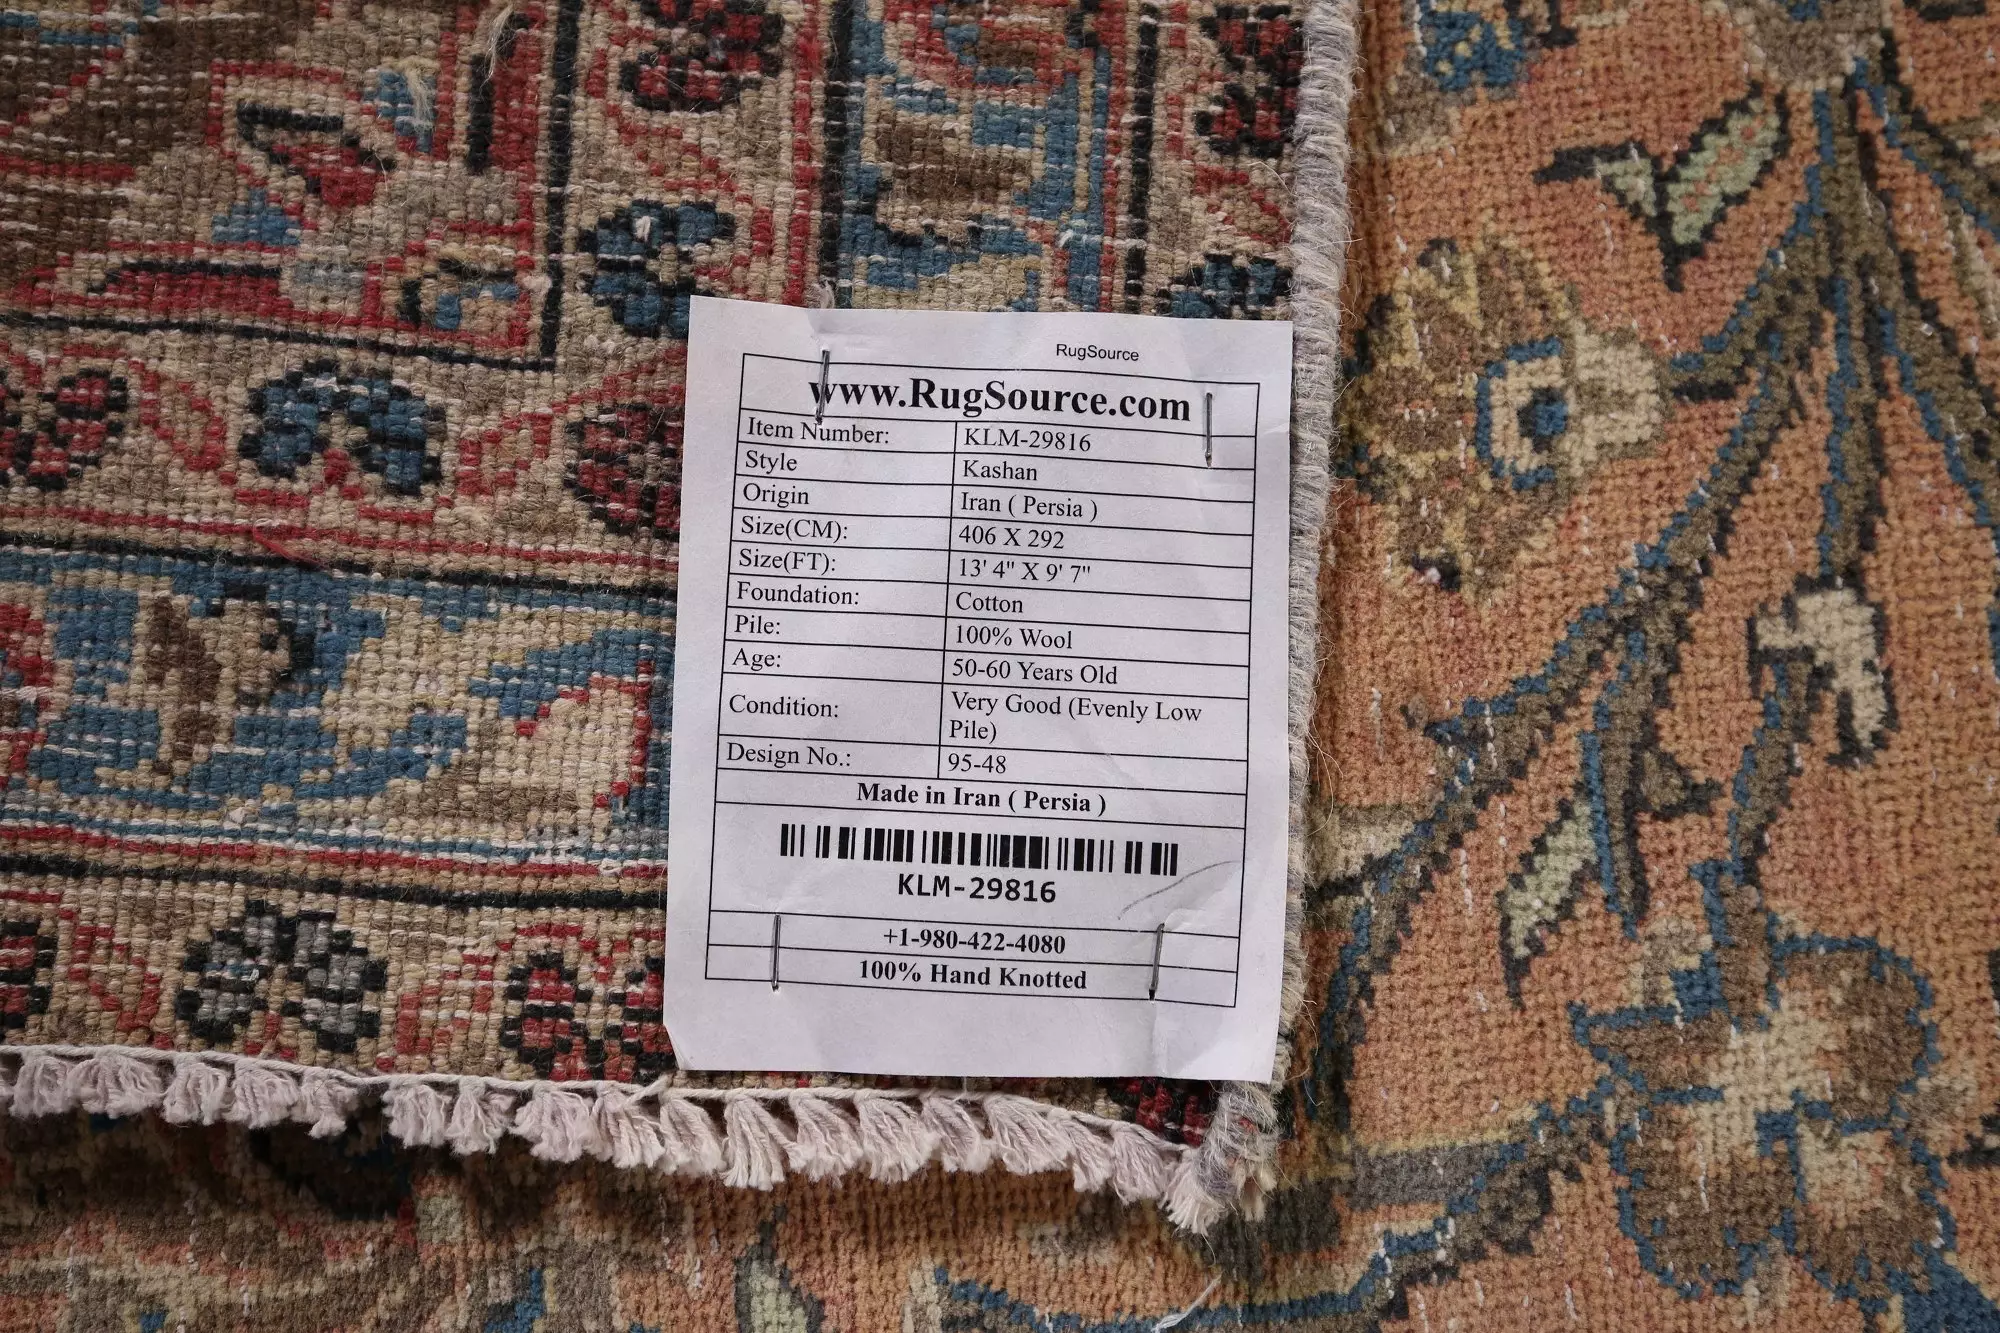 RugSource
www.RugSource.com
Item Number: KLM-29816
Style Kashan
Origin Iran ( Persia )
Size(CM): 406 X 292
Size(FT): 13' 4" X 9' 7"
Foundation: Cotton
Pile: 100% Wool
Age: 50-60 Years Old
Condition: Very Good (Evenly Low
Pile)
Design No.: 95-48
Made in Iran ( Persia )
KLM-29816
+1-980-422-4080
100% Hand Knotted